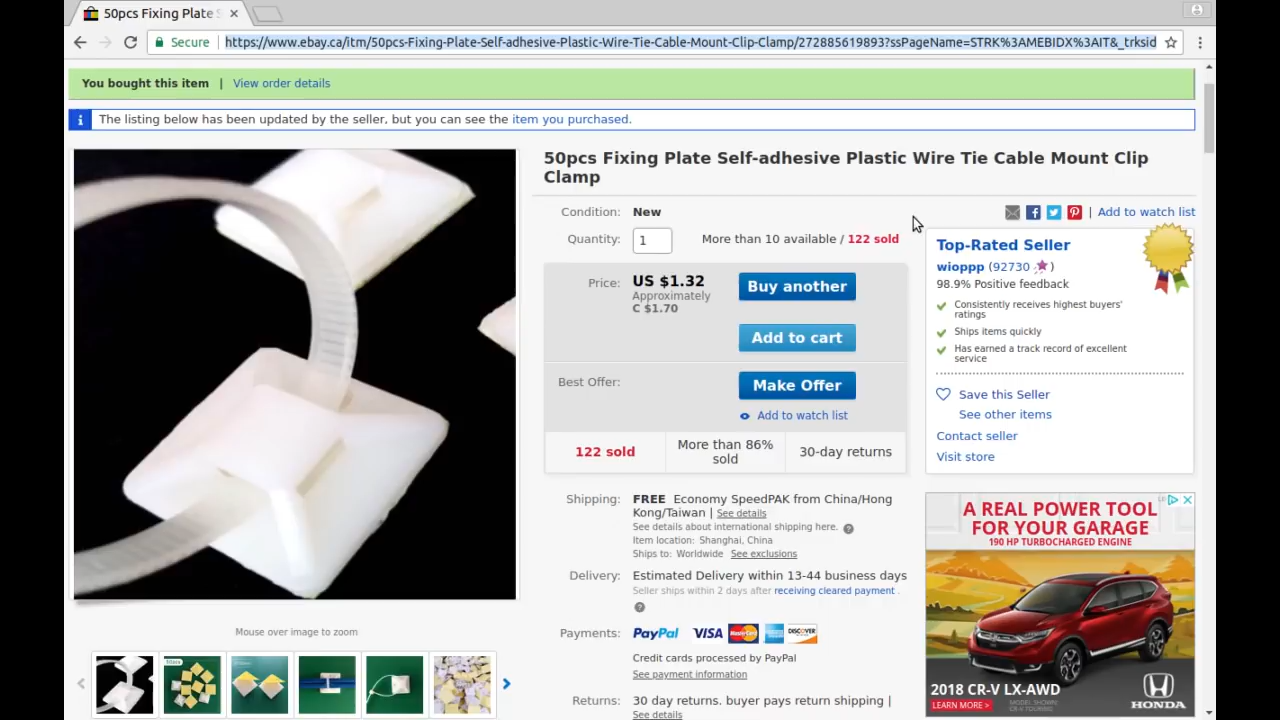 50pcs Fixing Plate S
Secure
https://www.ebay.ca/itm/50pcs-Fixing-Plate-Self-adhesive-Plastic-Wire-Tie-Cable-Mount-Clip-Clamp/272885619893?ssPageName=STRK%3AMEBIDX%3AIT&_trksid
You bought this item | View order details
The listing below has been updated by the seller, but you can see the item you purchased.
50pcs Fixing Plate Self-adhesive Plastic Wire Tie Cable Mount Clip
Clamp
Condition: New
| Add to watch list
Quantity: 1 More than 10 available / 122 sold
Price: US $1.32
Approximately
C $1.70
Buy another
Add to cart
Best Offer:
Make Offer
Add to watch list
122 sold
More than 86%
sold
30-day returns
Top-Rated Seller
wioppp (92730)
98.9% Positive feedback
Consistently receives highest buyers'
ratings
Ships items quickly
Has earned a track record of excellent
service
Save this Seller
See other items
Contact seller
Visit store
Shipping: FREE Economy SpeedPAK from China/Hong
Kong/Taiwan | See details
See details about international shipping here.
Item location: Shanghai, China
Ships to: Worldwide See exclusions
Delivery: Estimated Delivery within 13-44 business days
Seller ships within 2 days after receiving cleared payment .
Payments: PayPal VISA MasterCard DISCOVER
Credit cards processed by PayPal
See payment information
Returns: 30 day returns. buyer pays return shipping |
See details
Mouse over image to zoom
A REAL POWER TOOL
FOR YOUR GARAGE
190 HP TURBOCHARGED ENGINE
2018 CR-V LX-AWD
LEARN MORE >
MODEL SHOWN:
CR-V TOURING
HONDA